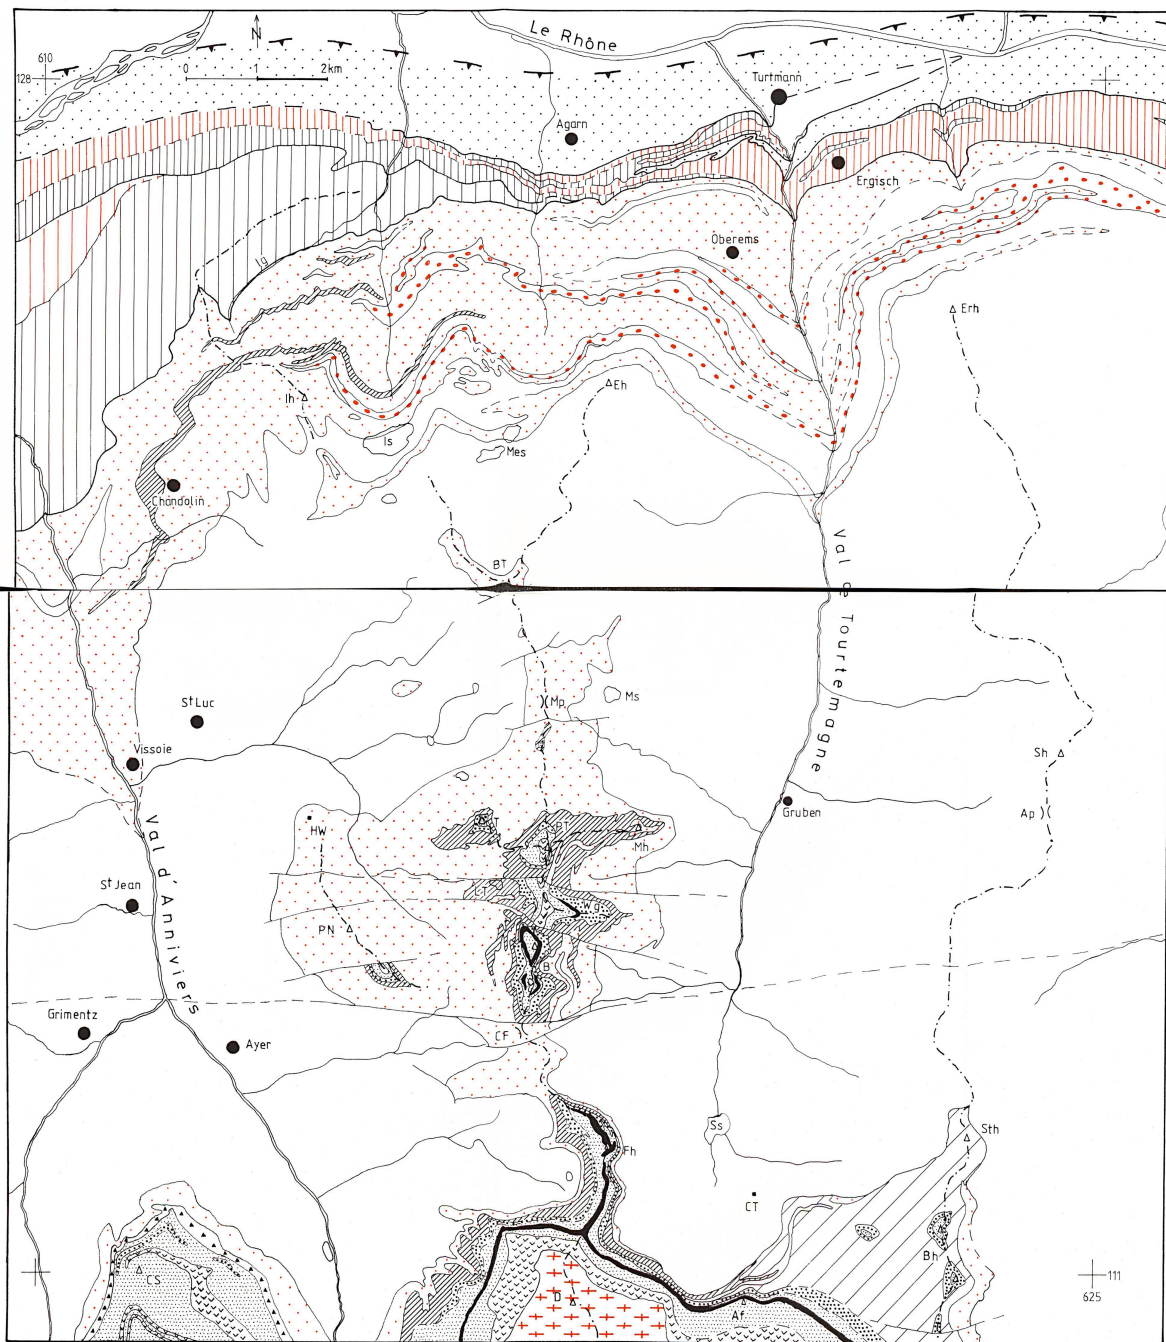 Le Rhône
610
128
N
0 1 2km
Turtmann
Agarn
Ergisch
Oberems
Ig
Erh
Eh
Ih
Is
Mes
Chandolin
BT
Val de Tourtemagne
St Luc
Mp
Ms
Vissoie
Sh
Gruben
Ap
HW
T
Mh
Val d'Anniviers
St Jean
LT
PN
B
Grimentz
CF
Ayer
Ss
Sth
Fh
CT
Bh
CS
D
Af
111
625